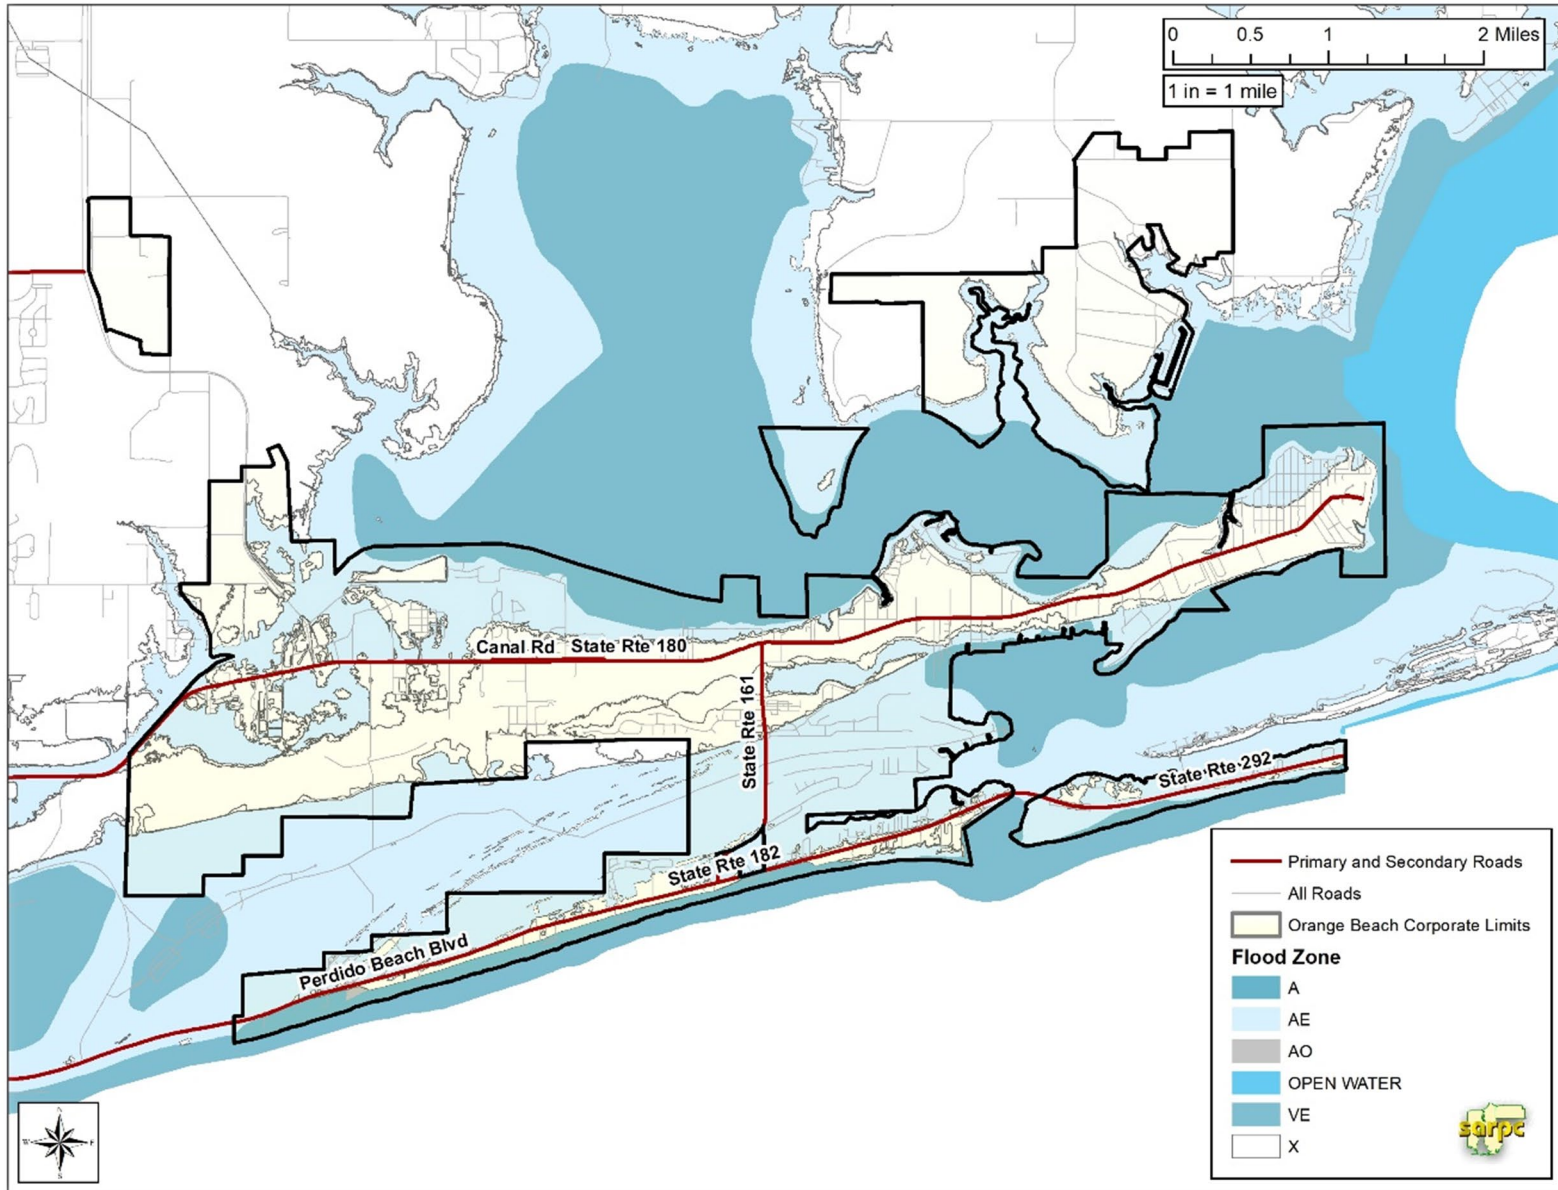 0 0.5 1 2 Miles
1 in = 1 mile
Canal Rd State Rte 180
State Rte 161
State Rte 292
State Rte 182
Perdido Beach Blvd
Primary and Secondary Roads
All Roads
Orange Beach Corporate Limits
Flood Zone
A
AE
AO
OPEN WATER
VE
X
sarpc
N
W E
S